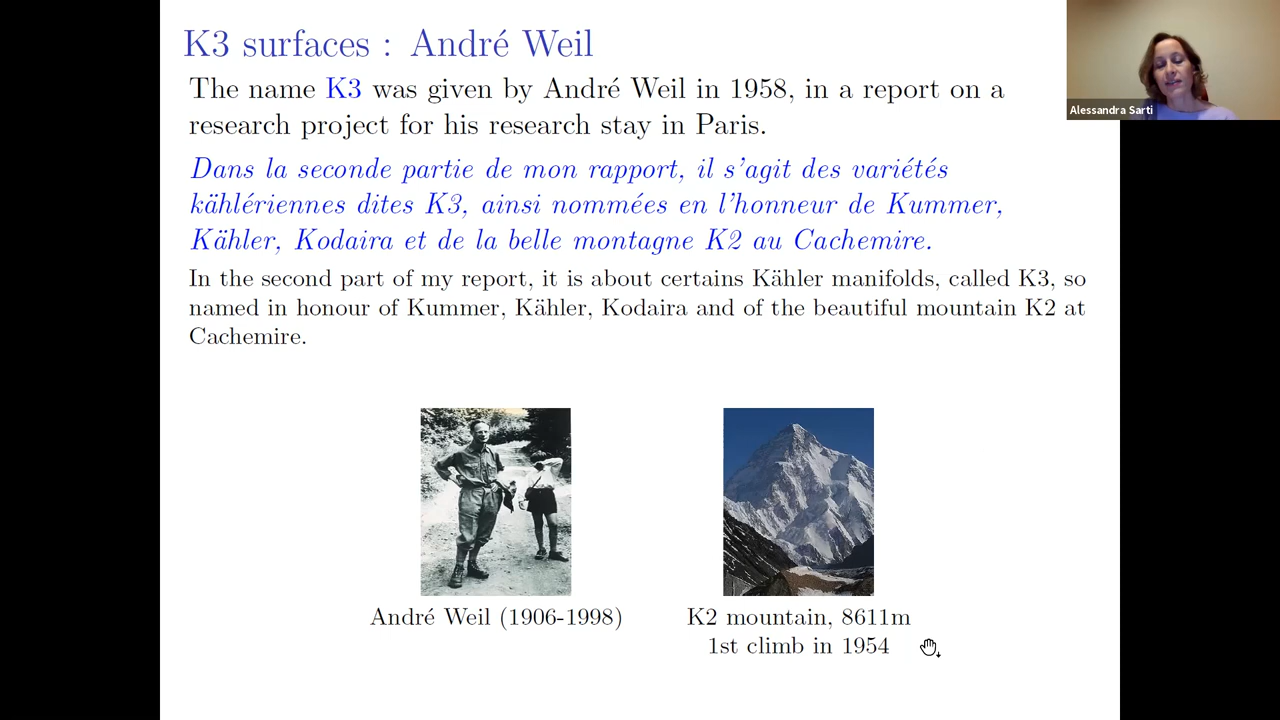 K3 surfaces : André Weil
The name K3 was given by André Weil in 1958, in a report on a
research project for his research stay in Paris.
Dans la seconde partie de mon rapport, il s'agit des variétés
kählériennes dites K3, ainsi nommées en l'honneur de Kummer,
Kähler, Kodaira et de la belle montagne K2 au Cachemire.
In the second part of my report, it is about certains Kähler manifolds, called K3, so
named in honour of Kummer, Kähler, Kodaira and of the beautiful mountain K2 at
Cachemire.
André Weil (1906-1998)
K2 mountain, 8611m
1st climb in 1954
Alessandra Sarti